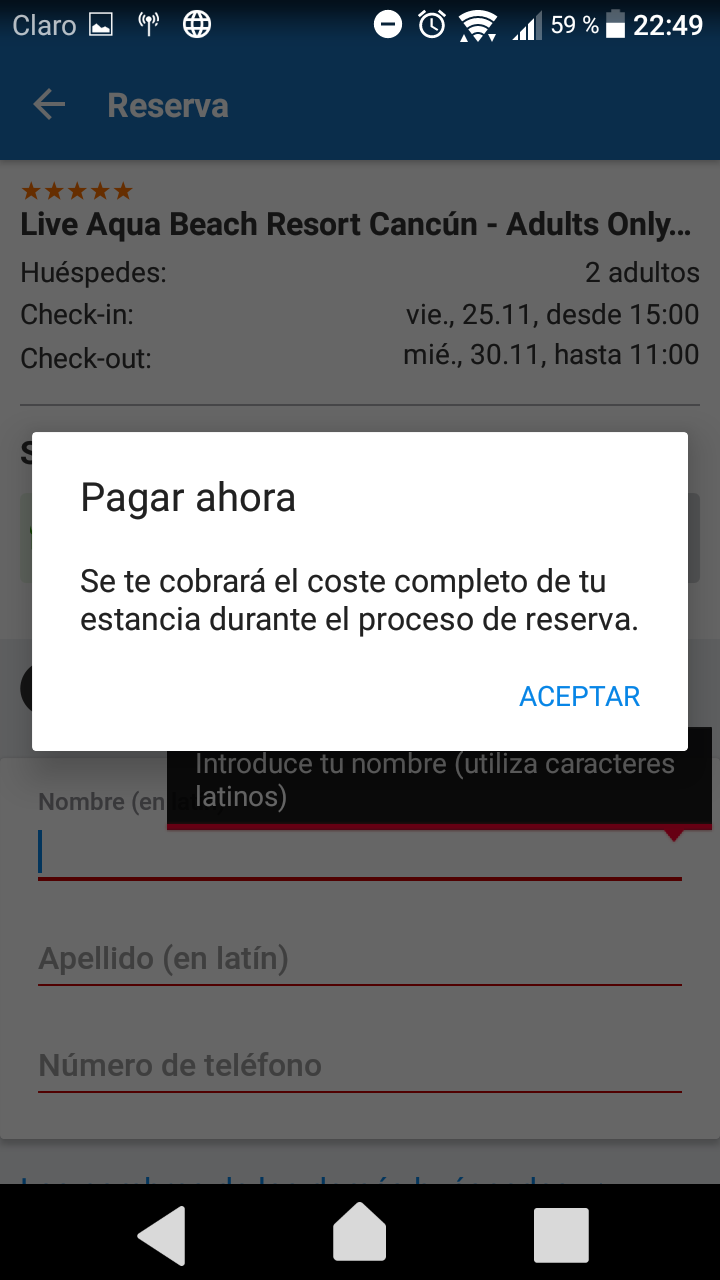 Claro 59 % 22:49
Reserva
Live Aqua Beach Resort Cancún - Adults Only...
Huéspedes: 2 adultos
Check-in: vie., 25.11, desde 15:00
Check-out: mié., 30.11, hasta 11:00
Pagar ahora
Se te cobrará el coste completo de tu
estancia durante el proceso de reserva.
ACEPTAR
Introduce tu nombre (utiliza caracteres
latinos)
Nombre (en
Apellido (en latín)
Número de teléfono